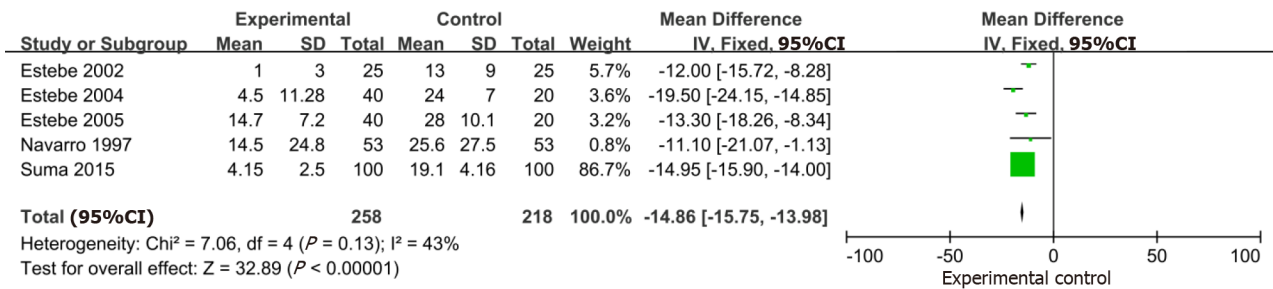 Experimental Control Mean Difference Mean Difference
Study or Subgroup Mean SD Total Mean SD Total Weight IV, Fixed, 95%CI IV, Fixed, 95%CI
Estebe 2002 1 3 25 13 9 25 5.7% -12.00 [-15.72, -8.28]
Estebe 2004 4.5 11.28 40 24 7 20 3.6% -19.50 [-24.15, -14.85]
Estebe 2005 14.7 7.2 40 28 10.1 20 3.2% -13.30 [-18.26, -8.34]
Navarro 1997 14.5 24.8 53 25.6 27.5 53 0.8% -11.10 [-21.07, -1.13]
Suma 2015 4.15 2.5 100 19.1 4.16 100 86.7% -14.95 [-15.90, -14.00]
Total (95%CI) 258 218 100.0% -14.86 [-15.75, -13.98]
Heterogeneity: Chi² = 7.06, df = 4 (P = 0.13); I² = 43%
Test for overall effect: Z = 32.89 (P < 0.00001)
-100 -50 0 50 100
Experimental control